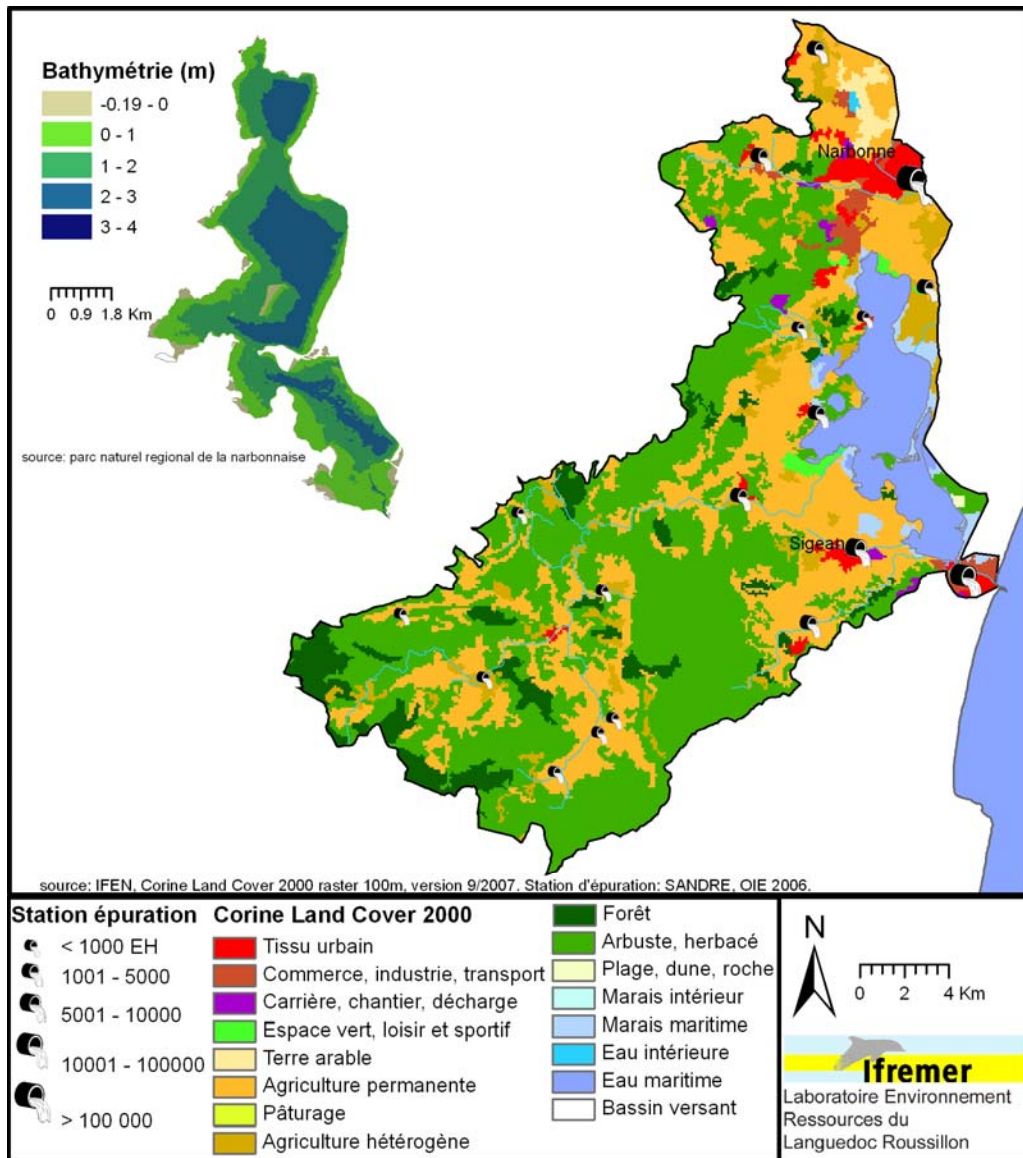 Bathymétrie (m)
-0.19 - 0
0 - 1
1 - 2
2 - 3
3 - 4
0 0.9 1.8 Km
source: parc naturel regional de la narbonnaise
Narbonne
Sigean
source: IFEN, Corine Land Cover 2000 raster 100m, version 9/2007. Station d'épuration: SANDRE, OIE 2006.
Station épuration
< 1000 EH
1001 - 5000
5001 - 10000
10001 - 100000
> 100 000
Corine Land Cover 2000
Tissu urbain
Commerce, industrie, transport
Carrière, chantier, décharge
Espace vert, loisir et sportif
Terre arable
Agriculture permanente
Pâturage
Agriculture hétérogène
Forêt
Arbuste, herbacé
Plage, dune, roche
Marais intérieur
Marais maritime
Eau intérieure
Eau maritime
Bassin versant
N
0 2 4 Km
Ifremer
Laboratoire Environnement
Ressources du
Languedoc Roussillon